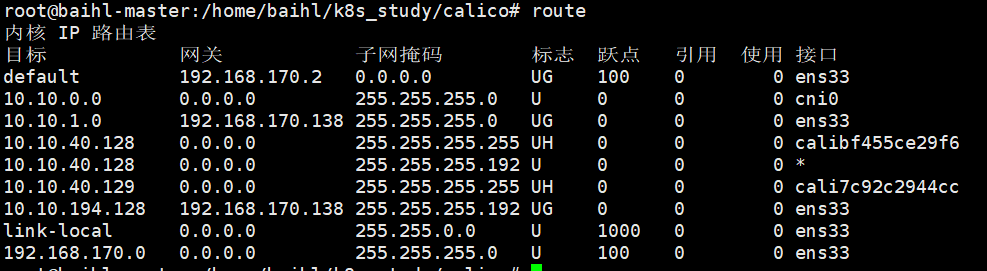 root@baihl-master:/home/baihl/k8s_study/calico# route
内核 IP 路由表
目标 网关 子网掩码 标志 跃点 引用 使用 接口
default 192.168.170.2 0.0.0.0 UG 100 0 0 ens33
10.10.0.0 0.0.0.0 255.255.255.0 U 0 0 0 cni0
10.10.1.0 192.168.170.138 255.255.255.0 UG 0 0 0 ens33
10.10.40.128 0.0.0.0 255.255.255.255 UH 0 0 0 calibf455ce29f6
10.10.40.128 0.0.0.0 255.255.255.192 U 0 0 0 *
10.10.40.129 0.0.0.0 255.255.255.255 UH 0 0 0 cali7c92c2944cc
10.10.194.128 192.168.170.138 255.255.255.192 UG 0 0 0 ens33
link-local 0.0.0.0 255.255.0.0 U 1000 0 0 ens33
192.168.170.0 0.0.0.0 255.255.255.0 U 100 0 0 ens33
root@baihl-master:/home/baihl/k8s_study/calico#